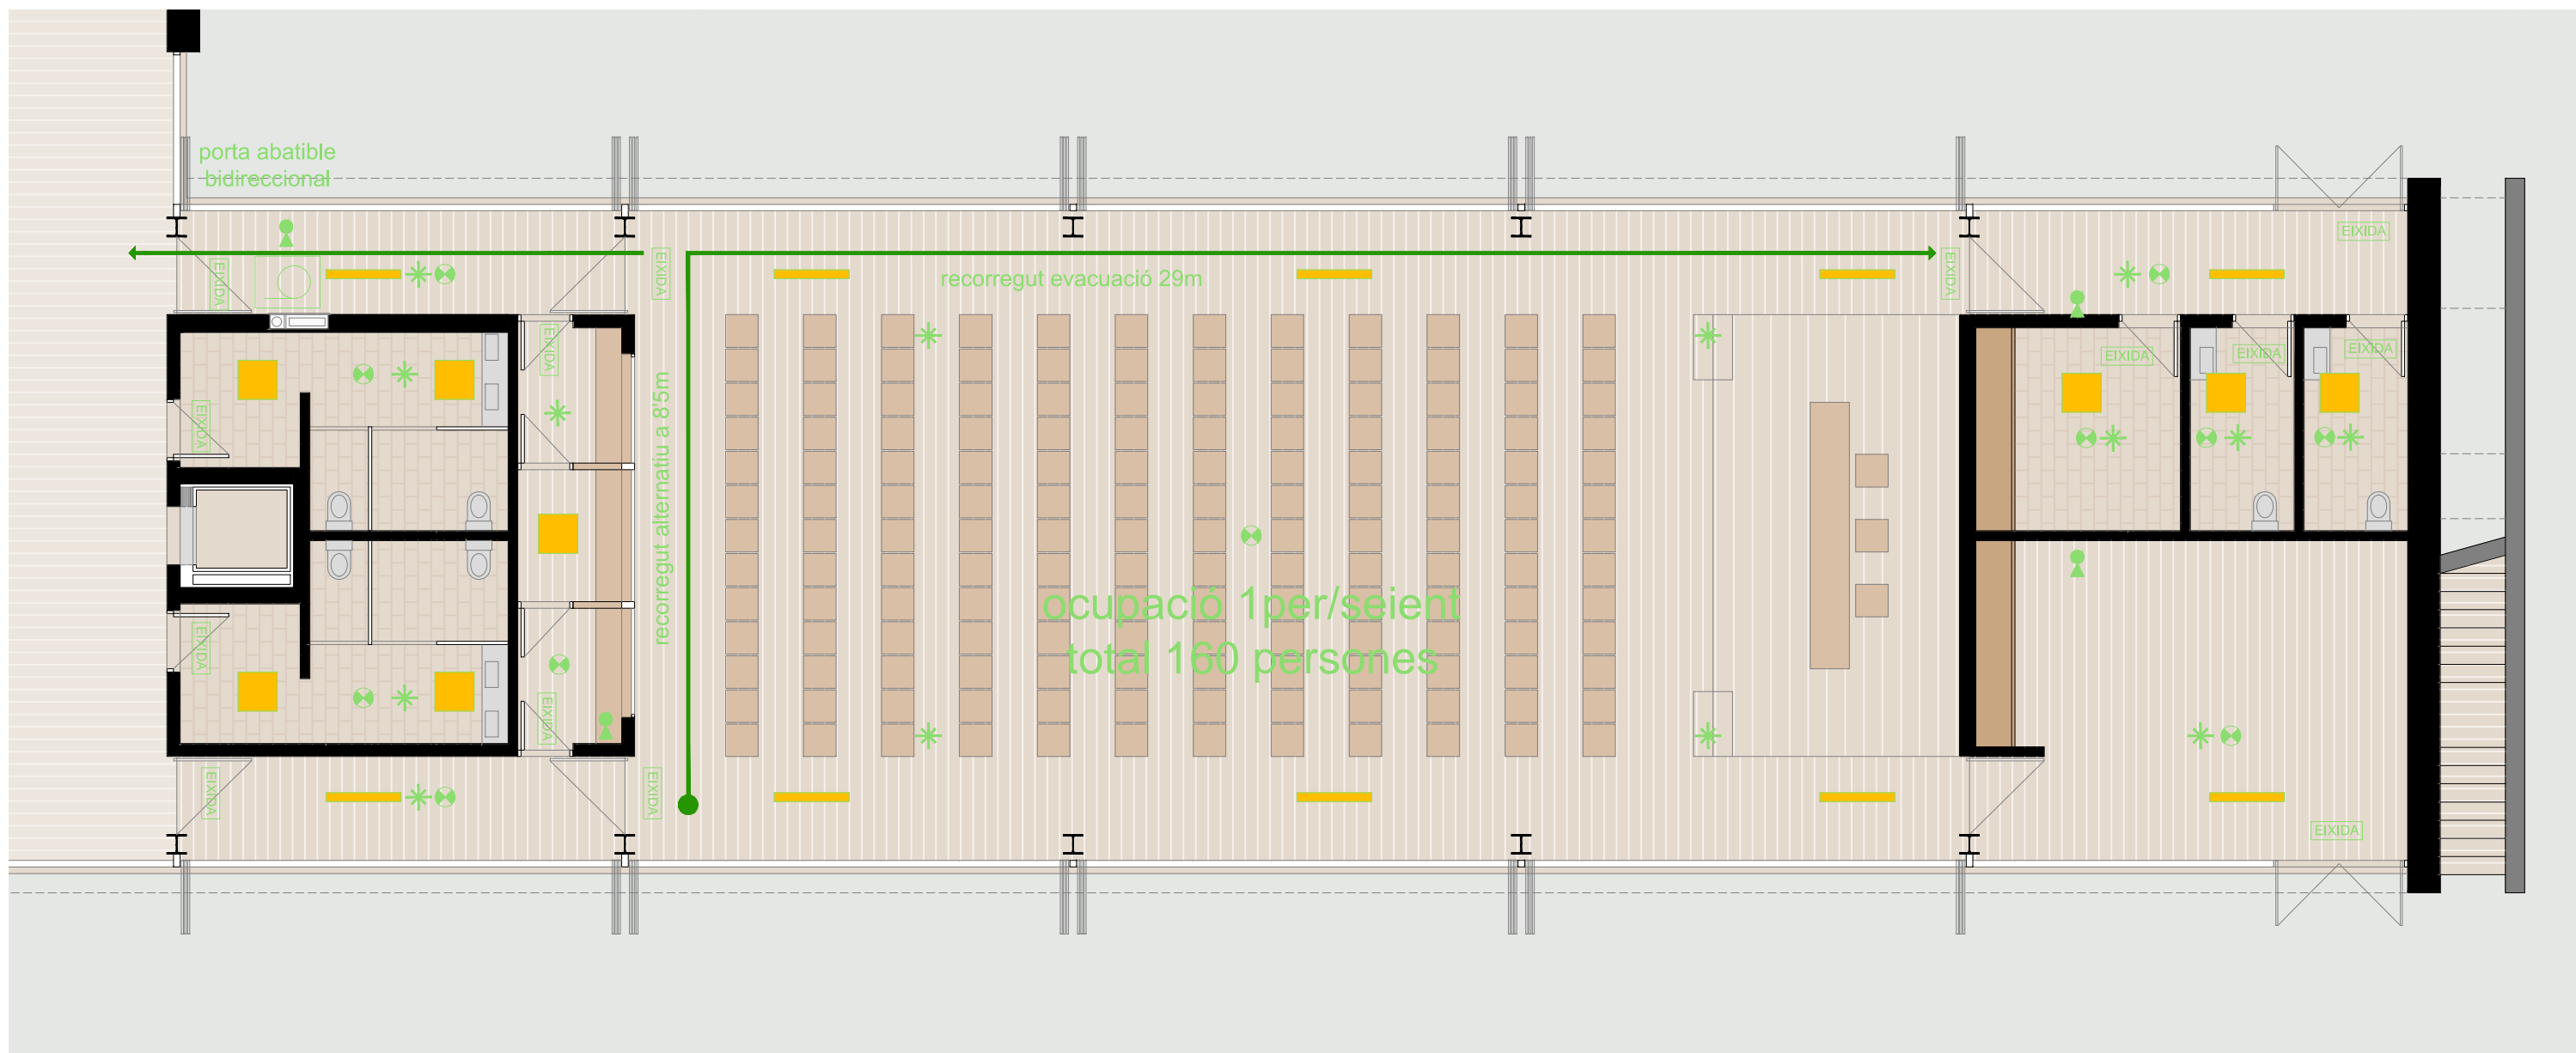 porta abatible
bidireccional
EIXIDA
EIXIDA
EIXIDA
EIXIDA
recorregut evacuació 29m
EIXIDA
EIXIDA
EIXIDA
EIXIDA
EIXIDA
EIXIDA
recorregut alternatiu a 8'5m
ocupació 1per/seient
total 160 persones
EIXIDA
EIXIDA
EIXIDA
EIXIDA
EIXIDA